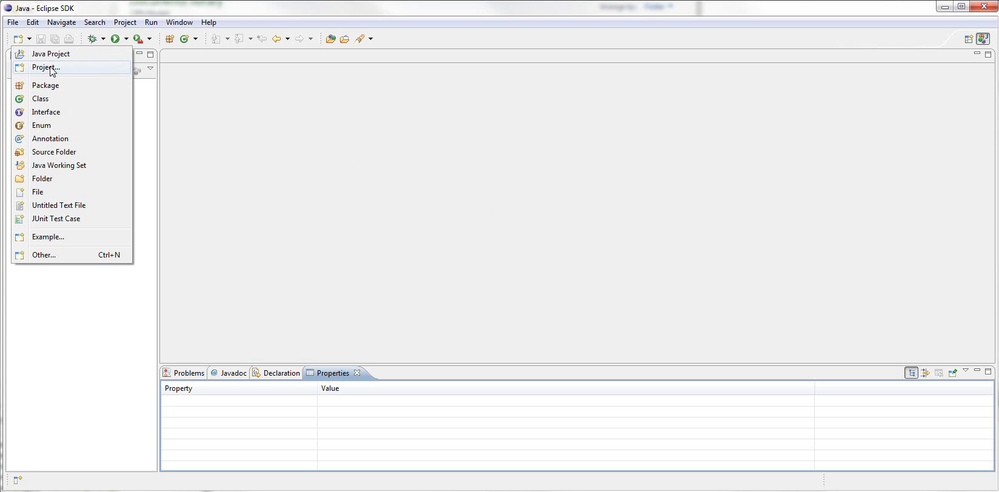 Java - Eclipse SDK
File Edit Navigate Search Project Run Window Help
Java Project
Project...
Package
Class
Interface
Enum
Annotation
Source Folder
Java Working Set
Folder
File
Untitled Text File
JUnit Test Case
Example...
Other... Ctrl+N
Problems @ Javadoc Declaration Properties
Property Value